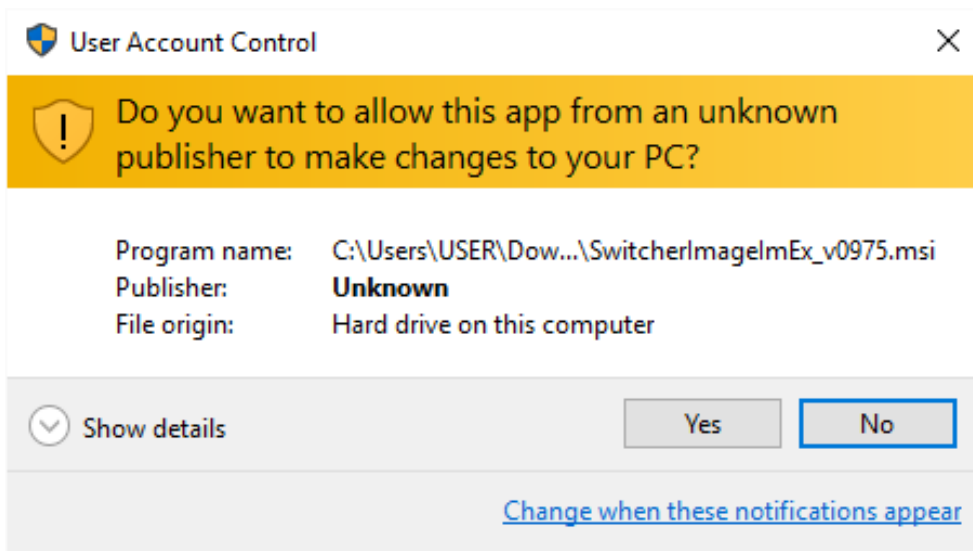 User Account Control
Do you want to allow this app from an unknown
publisher to make changes to your PC?
Program name: C:\Users\USER\Dow...\SwitcherImageImEx_v0975.msi
Publisher: Unknown
File origin: Hard drive on this computer
Show details
Yes
No
Change when these notifications appear